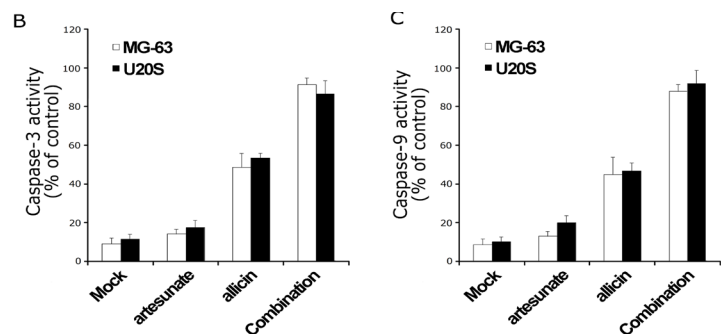 B
MG-63
U20S
Caspase-3 activity
(% of control)
120
100
80
60
40
20
0
Mock
artesunate
allicin
Combination
C
MG-63
U20S
Caspase-9 activity
(% of control)
120
100
80
60
40
20
0
Mock
artesunate
allicin
Combination